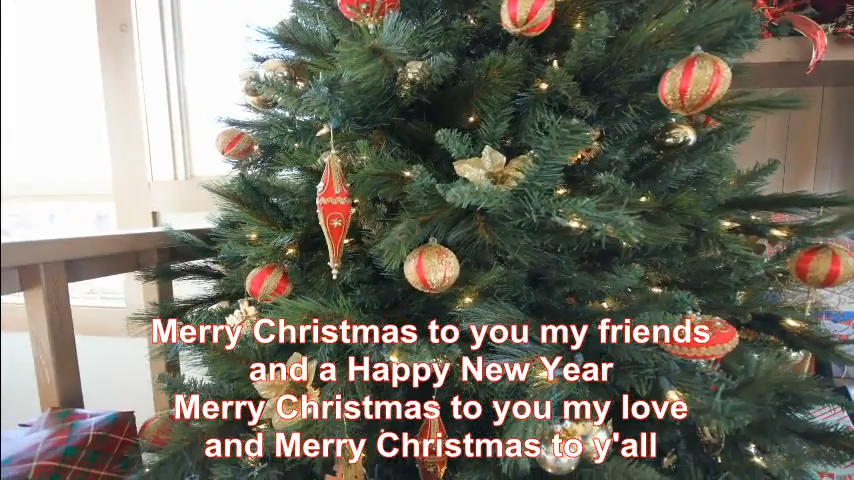 Merry Christmas to you my friends
and a Happy New Year
Merry Christmas to you my love
and Merry Christmas to y'all